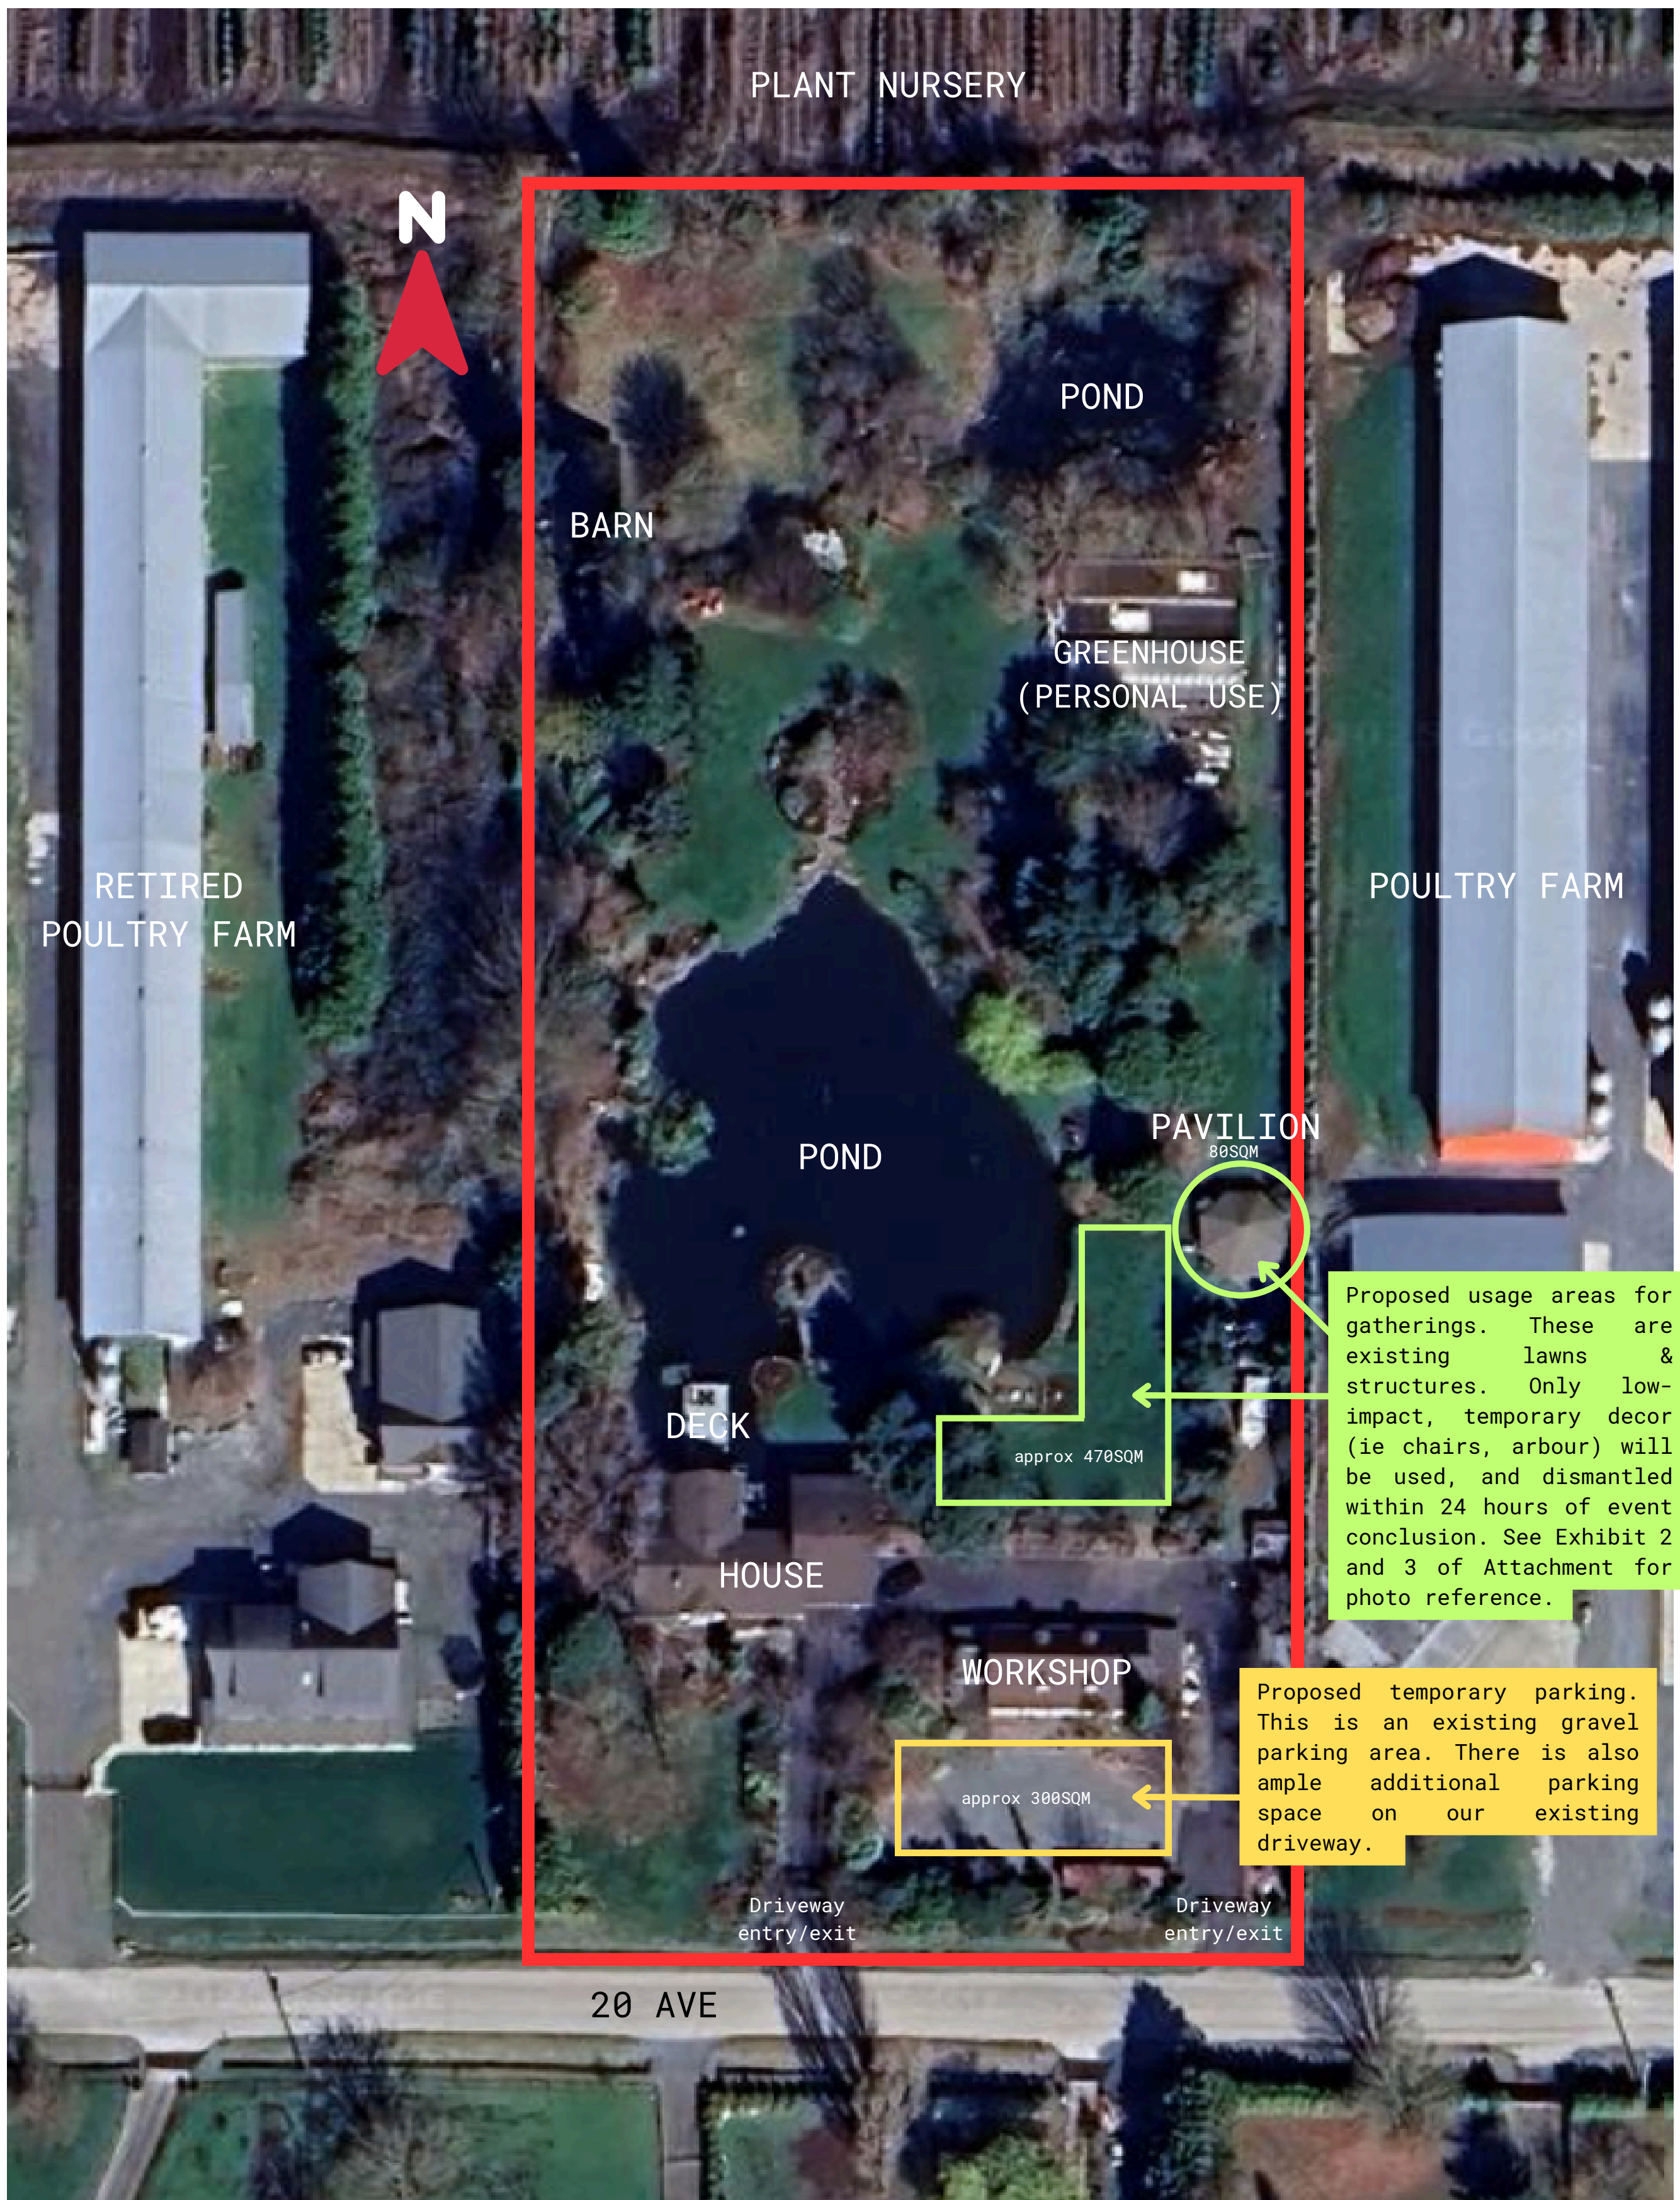 PLANT NURSERY
N
POND
BARN
GREENHOUSE
(PERSONAL USE)
RETIRED
POULTRY FARM
POULTRY FARM
PAVILION
80SQM
POND
Proposed usage areas for
gatherings. These are
existing lawns &
structures. Only low-
impact, temporary decor
(ie chairs, arbour) will
be used, and dismantled
within 24 hours of event
conclusion. See Exhibit 2
and 3 of Attachment for
photo reference.
DECK
approx 470SQM
HOUSE
WORKSHOP
Proposed temporary parking.
This is an existing gravel
parking area. There is also
ample additional parking
space on our existing
driveway.
approx 300SQM
Driveway
entry/exit
Driveway
entry/exit
20 AVE